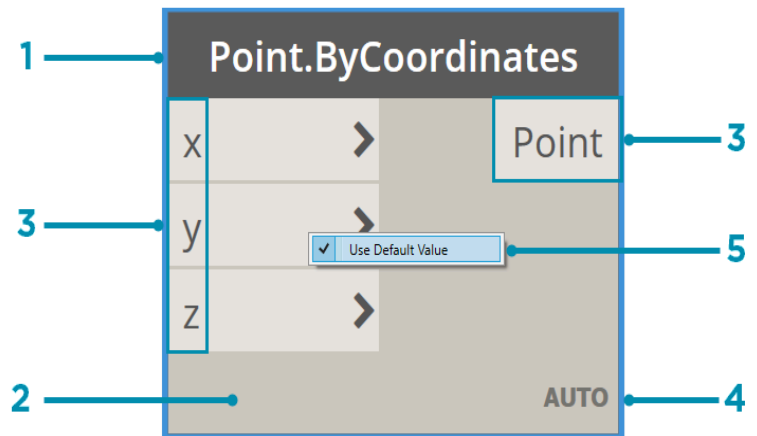 1
Point.ByCoordinates
x
Point
3
3
y
Use Default Value
5
z
2
AUTO
4